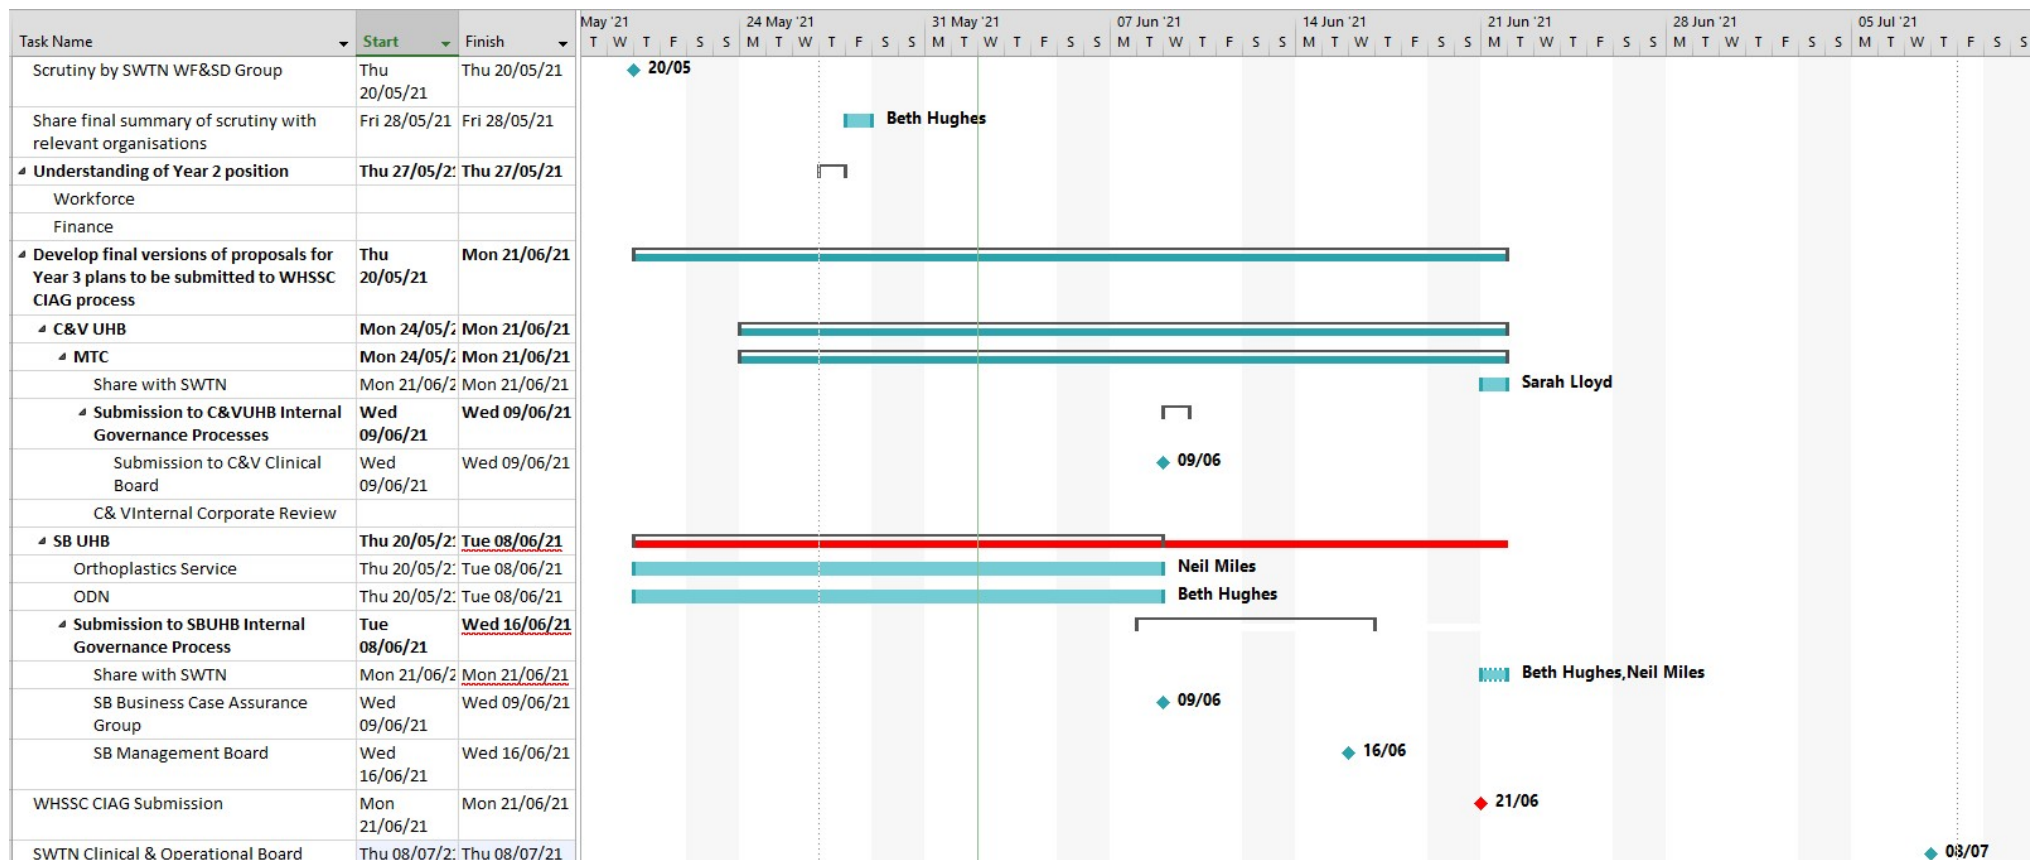 May '21 24 May '21 31 May '21 07 Jun '21 14 Jun '21 21 Jun '21 28 Jun '21 05 Jul '21
Task Name Start Finish T W T F S S M T W T F S S M T W T F S S M T W T F S S M T W T F S S M T W T F S S M T W T F S S M T W T F S S
Scrutiny by SWTN WF&SD Group Thu Thu 20/05/21 20/05
20/05/21
Share final summary of scrutiny with Fri 28/05/21 Fri 28/05/21 Beth Hughes
relevant organisations
Understanding of Year 2 position Thu 27/05/21 Thu 27/05/21
Workforce
Finance
Develop final versions of proposals for Thu Mon 21/06/21
Year 3 plans to be submitted to WHSSC 20/05/21
CIAG process
C&V UHB Mon 24/05/2 Mon 21/06/21
MTC Mon 24/05/2 Mon 21/06/21
Share with SWTN Mon 21/06/2 Mon 21/06/21 Sarah Lloyd
Submission to C&VUHB Internal Wed Wed 09/06/21
Governance Processes 09/06/21
Submission to C&V Clinical Wed Wed 09/06/21 09/06
Board 09/06/21
C& VInternal Corporate Review
SB UHB Thu 20/05/21 Tue 08/06/21
Orthoplastics Service Thu 20/05/21 Tue 08/06/21 Neil Miles
ODN Thu 20/05/21 Tue 08/06/21 Beth Hughes
Submission to SBUHB Internal Tue Wed 16/06/21
Governance Process 08/06/21
Share with SWTN Mon 21/06/2 Mon 21/06/21 Beth Hughes,Neil Miles
SB Business Case Assurance Wed Wed 09/06/21 09/06
Group 09/06/21
SB Management Board Wed Wed 16/06/21 16/06
16/06/21
WHSSC CIAG Submission Mon Mon 21/06/21 21/06
21/06/21
SWTN Clinical & Operational Board Thu 08/07/21 Thu 08/07/21 08/07